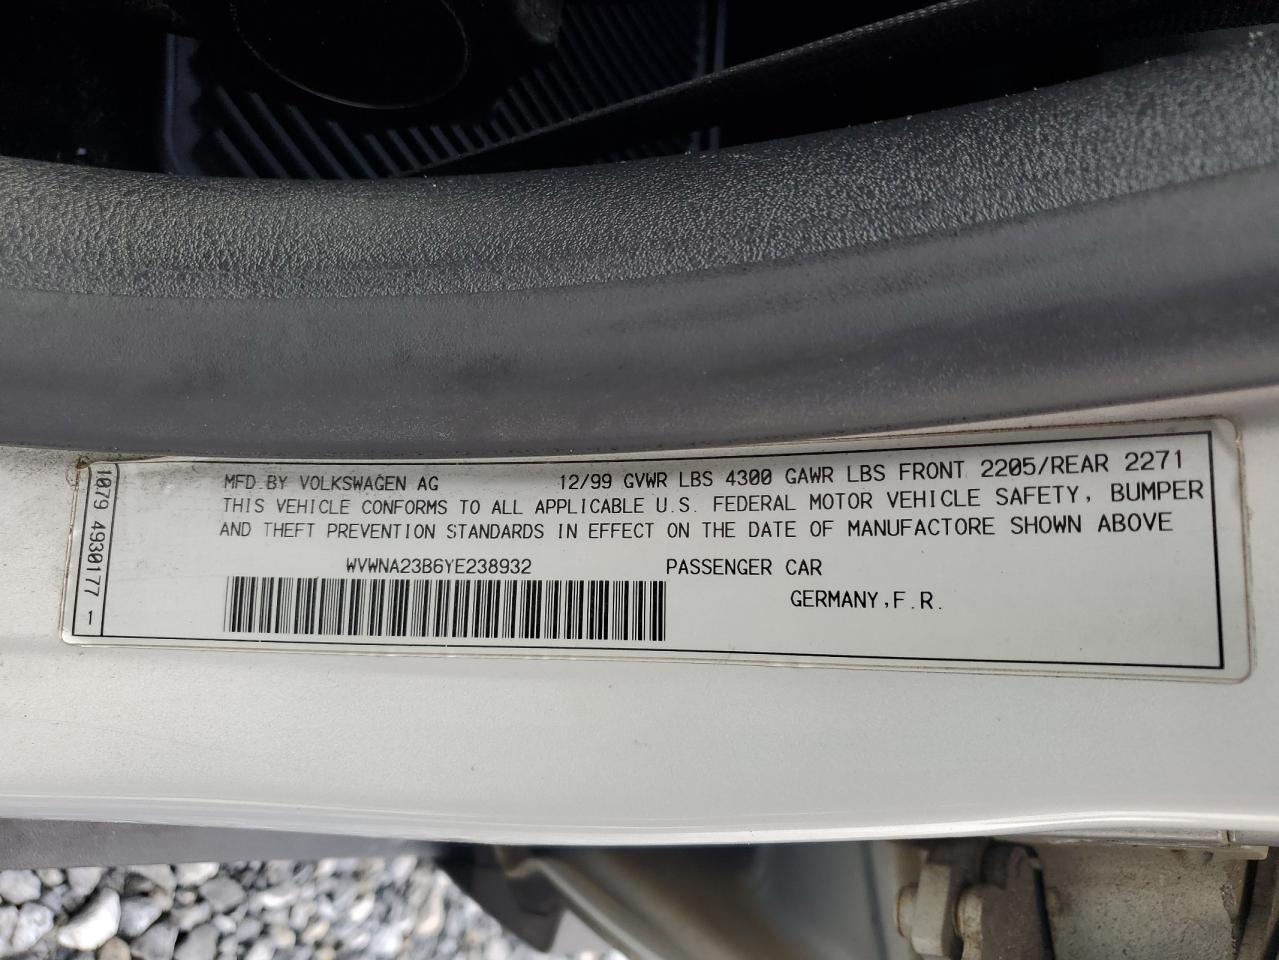 MFD.BY VOLKSWAGEN AG 12/99 GVWR LBS 4300 GAWR LBS FRONT 2205/REAR 2271
THIS VEHICLE CONFORMS TO ALL APPLICABLE U.S. FEDERAL MOTOR VEHICLE SAFETY, BUMPER
AND THEFT PREVENTION STANDARDS IN EFFECT ON THE DATE OF MANUFACTORE SHOWN ABOVE
WVWNA23B6YE238932 PASSENGER CAR
GERMANY,F.R.
1079 4930177 1